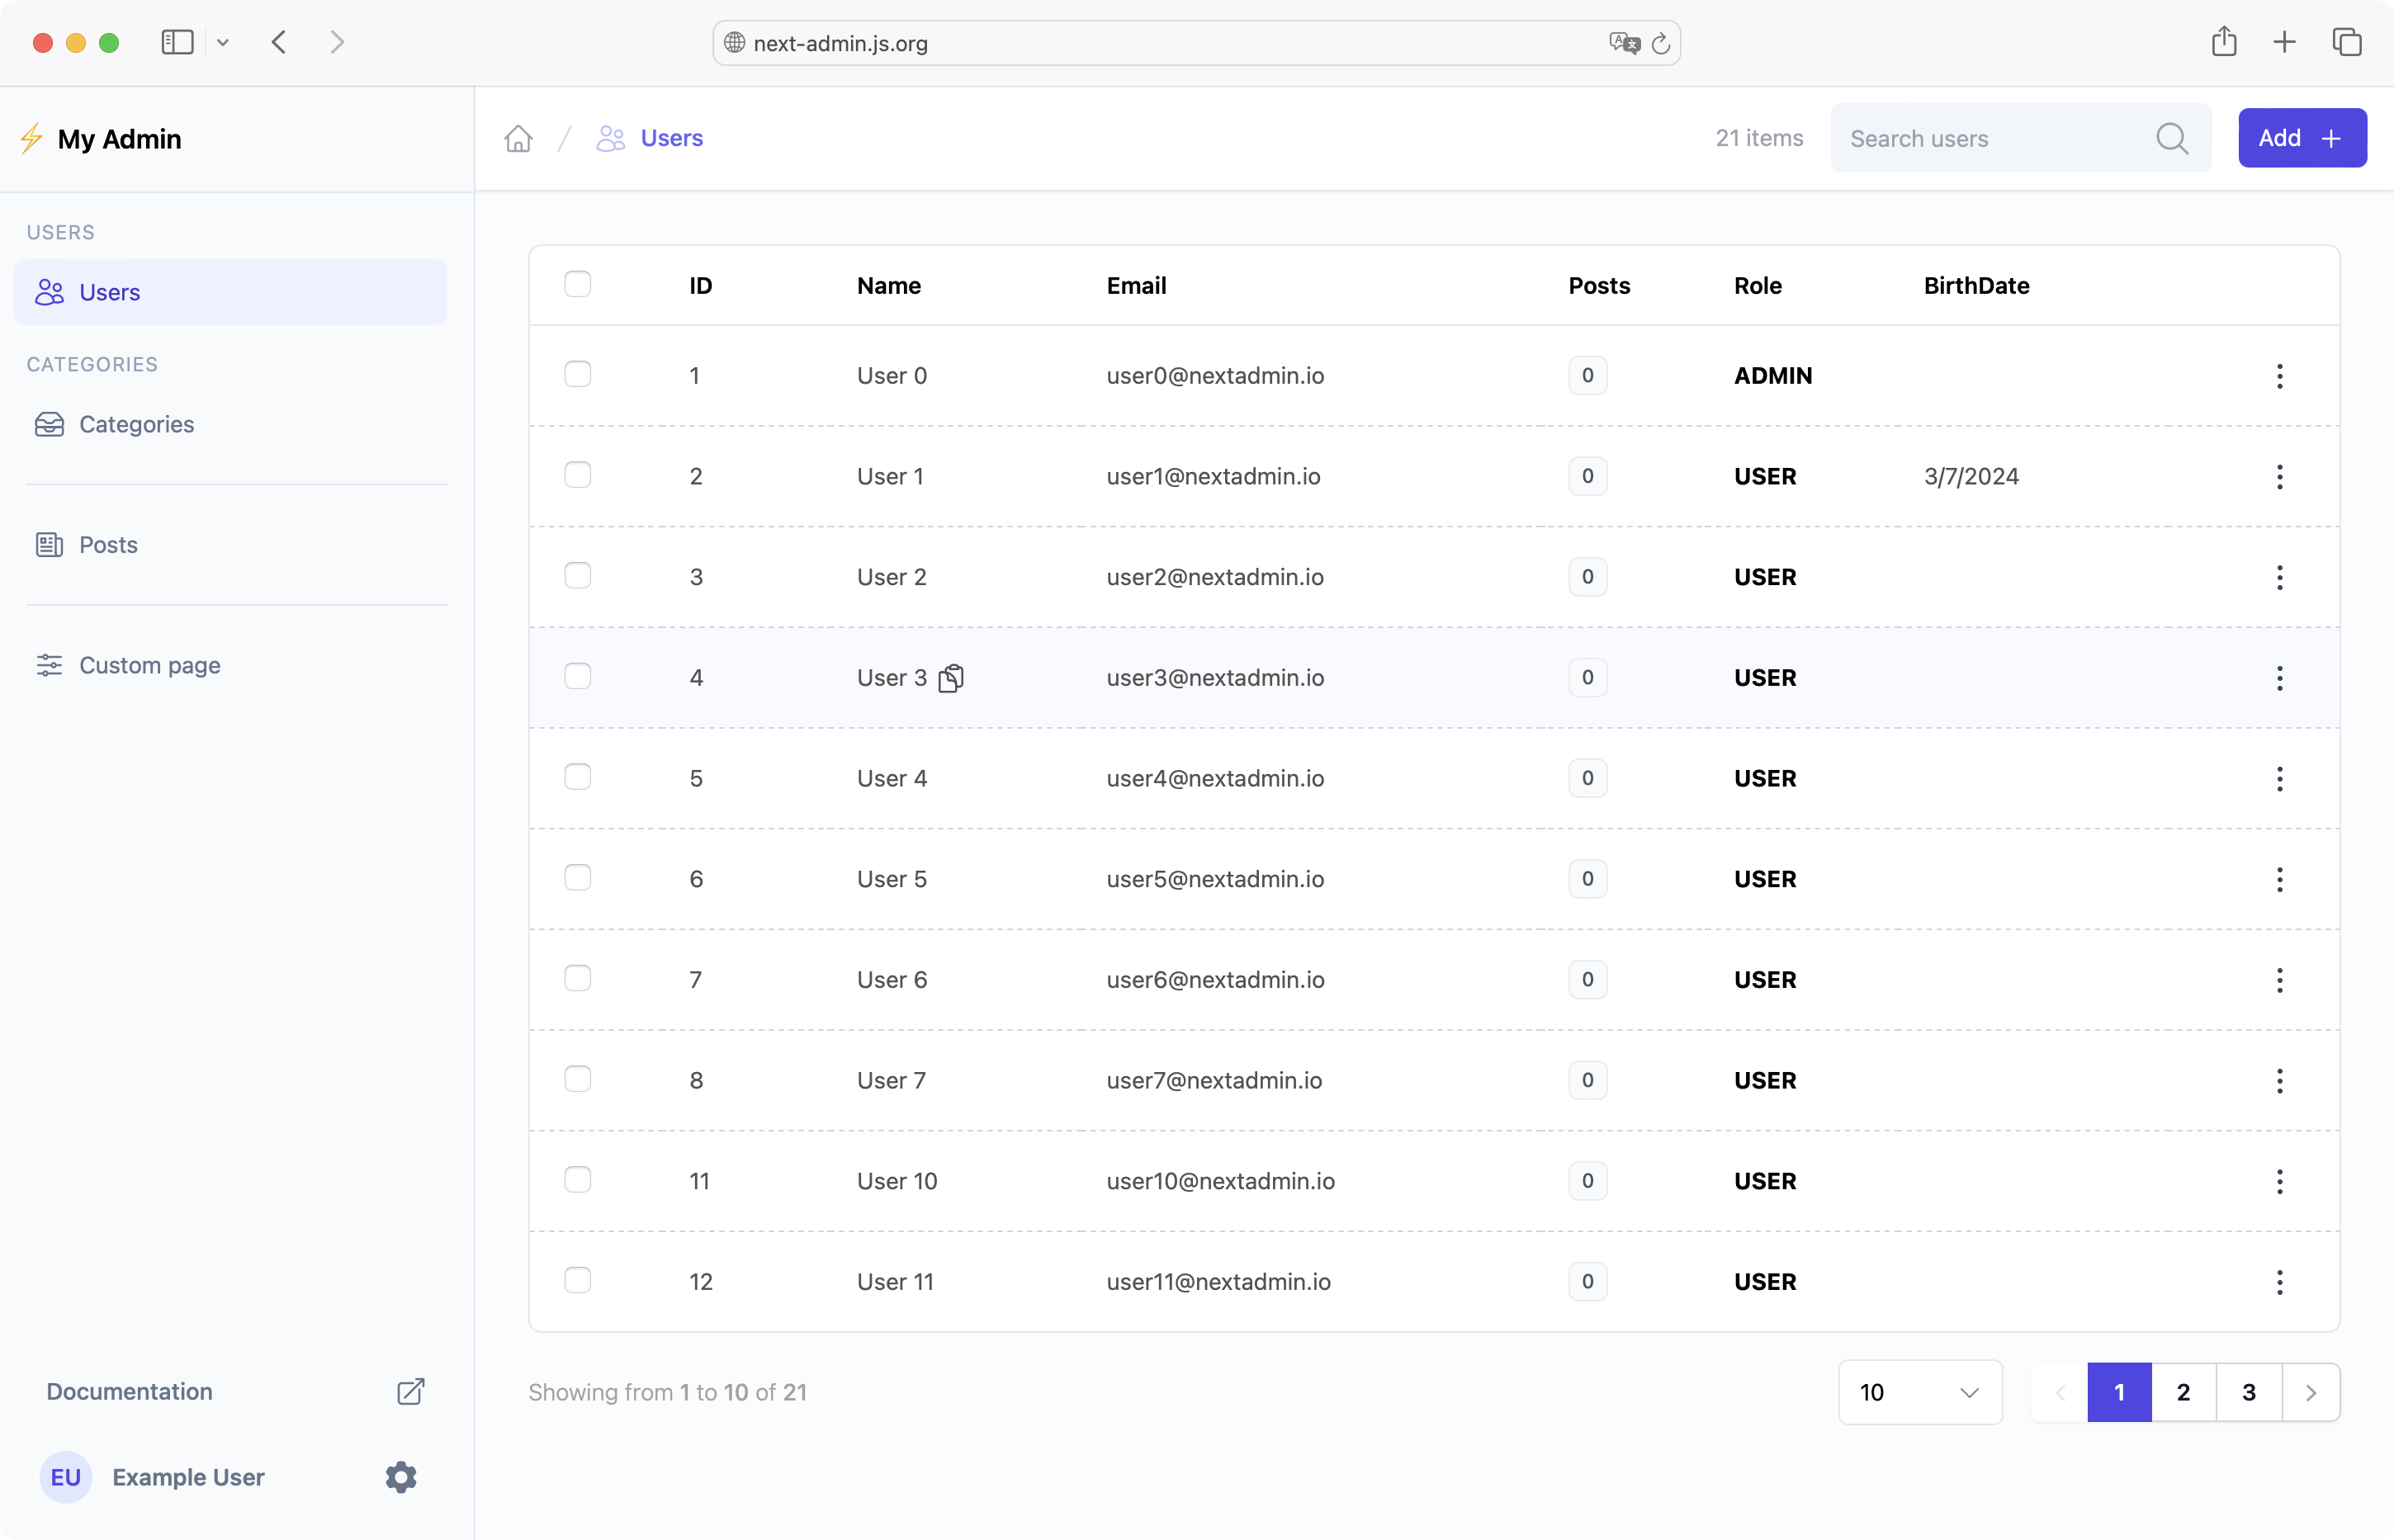 next-admin.js.org
My Admin
Users
21 items
Search users
Add
USERS
Users
CATEGORIES
Categories
Posts
Custom page
ID Name Email Posts Role BirthDate
1 User 0 user0@nextadmin.io 0 ADMIN
2 User 1 user1@nextadmin.io 0 USER 3/7/2024
3 User 2 user2@nextadmin.io 0 USER
4 User 3 user3@nextadmin.io 0 USER
5 User 4 user4@nextadmin.io 0 USER
6 User 5 user5@nextadmin.io 0 USER
7 User 6 user6@nextadmin.io 0 USER
8 User 7 user7@nextadmin.io 0 USER
11 User 10 user10@nextadmin.io 0 USER
12 User 11 user11@nextadmin.io 0 USER
Showing from 1 to 10 of 21
10
1 2 3
Documentation
EU Example User